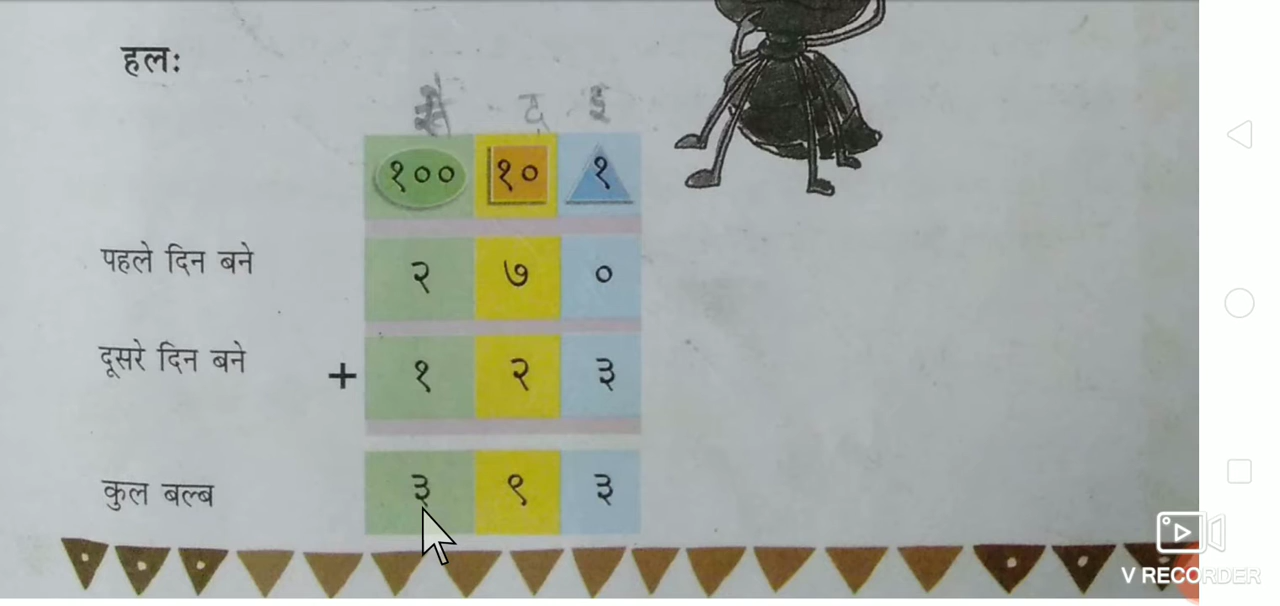 हल:
सै द इ
१०० १० १
पहले दिन बने २ ७ ०
दूसरे दिन बने + १ २ ३
कुल बल्ब ३ ९ ३
V RECORDER